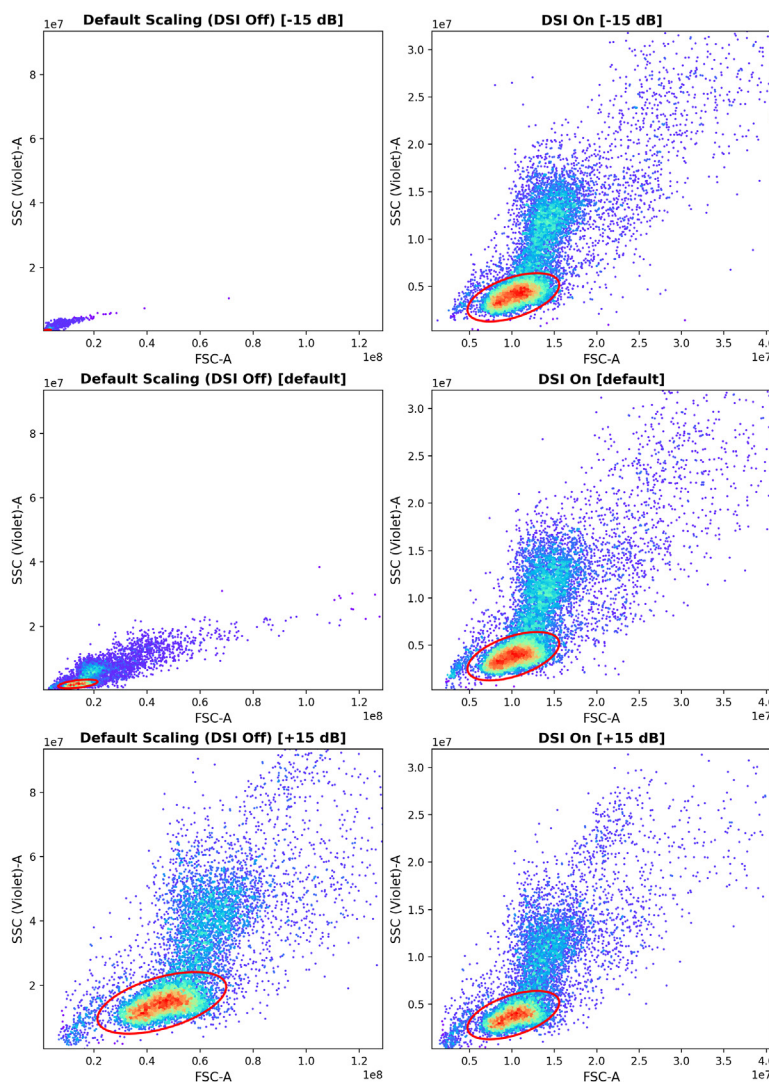 Default Scaling (DSI Off) [-15 dB]
1e7
8
6
4
2
SSC (Violet)-A
0.2 0.4 0.6 0.8 1.0 1.2
1e8
FSC-A
DSI On [-15 dB]
1e7
3.0
2.5
2.0
1.5
1.0
0.5
SSC (Violet)-A
0.5 1.0 1.5 2.0 2.5 3.0 3.5 4.0
1e7
FSC-A
Default Scaling (DSI Off) [default]
1e7
8
6
4
2
SSC (Violet)-A
0.2 0.4 0.6 0.8 1.0 1.2
1e8
FSC-A
DSI On [default]
1e7
3.0
2.5
2.0
1.5
1.0
0.5
SSC (Violet)-A
0.5 1.0 1.5 2.0 2.5 3.0 3.5 4.0
1e7
FSC-A
Default Scaling (DSI Off) [+15 dB]
1e7
8
6
4
2
SSC (Violet)-A
0.2 0.4 0.6 0.8 1.0 1.2
1e8
FSC-A
DSI On [+15 dB]
1e7
3.0
2.5
2.0
1.5
1.0
0.5
SSC (Violet)-A
0.5 1.0 1.5 2.0 2.5 3.0 3.5 4.0
1e7
FSC-A